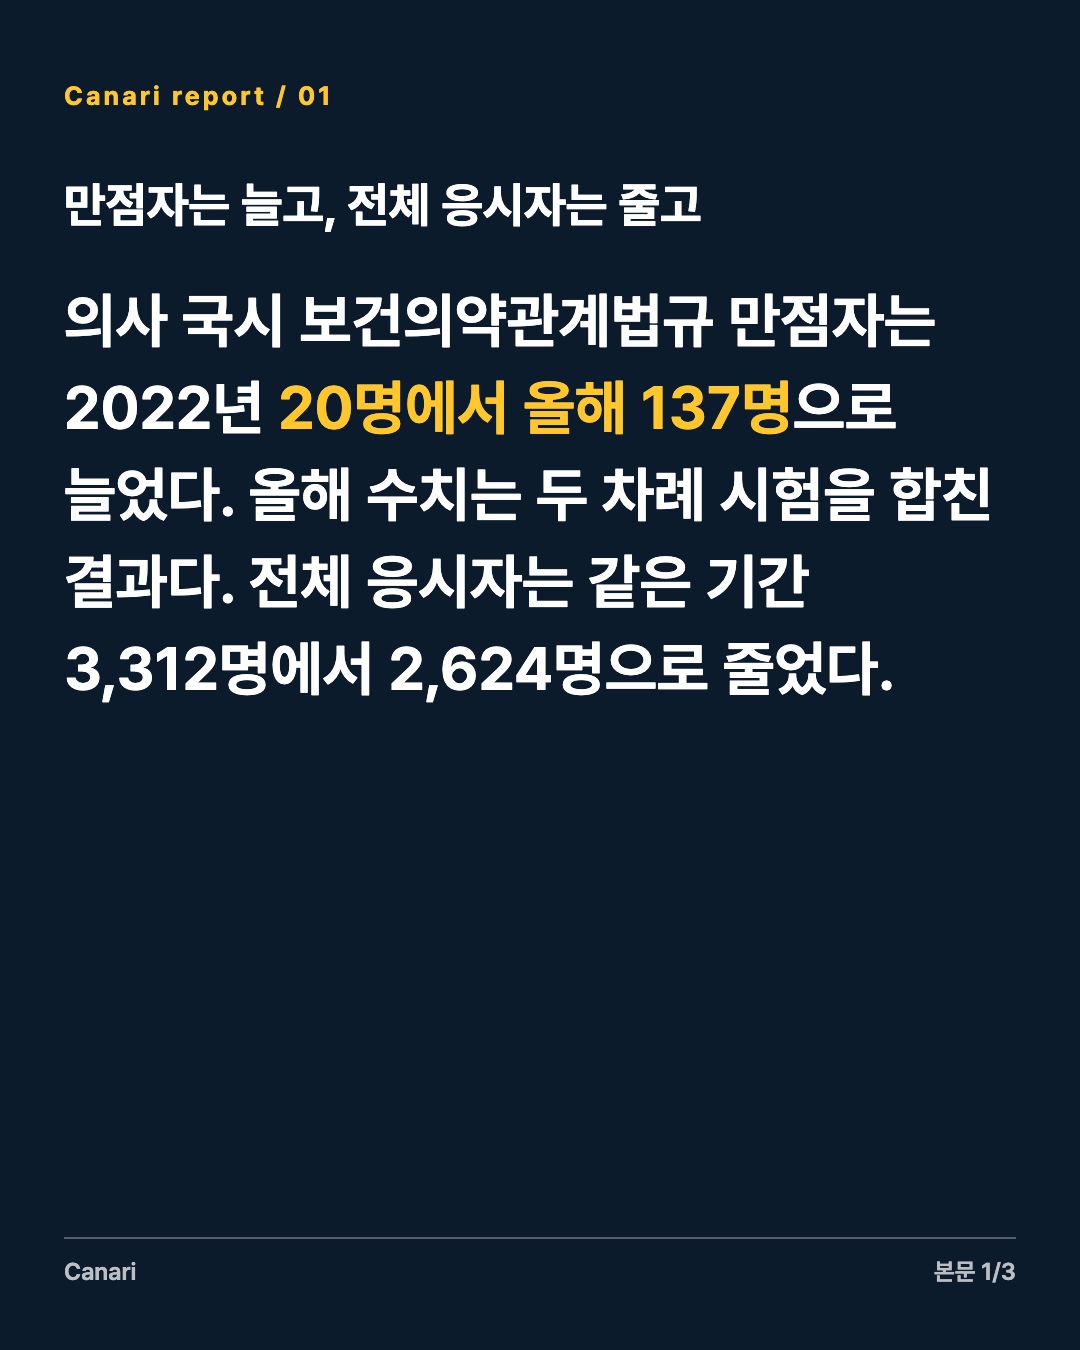 Canari report / 01
만점자는 늘고, 전체 응시자는 줄고
의사 국시 보건의약관계법규 만점자는
2022년 20명에서 올해 137명으로
늘었다. 올해 수치는 두 차례 시험을 합친
결과다. 전체 응시자는 같은 기간
3,312명에서 2,624명으로 줄었다.
Canari
본문 1/3